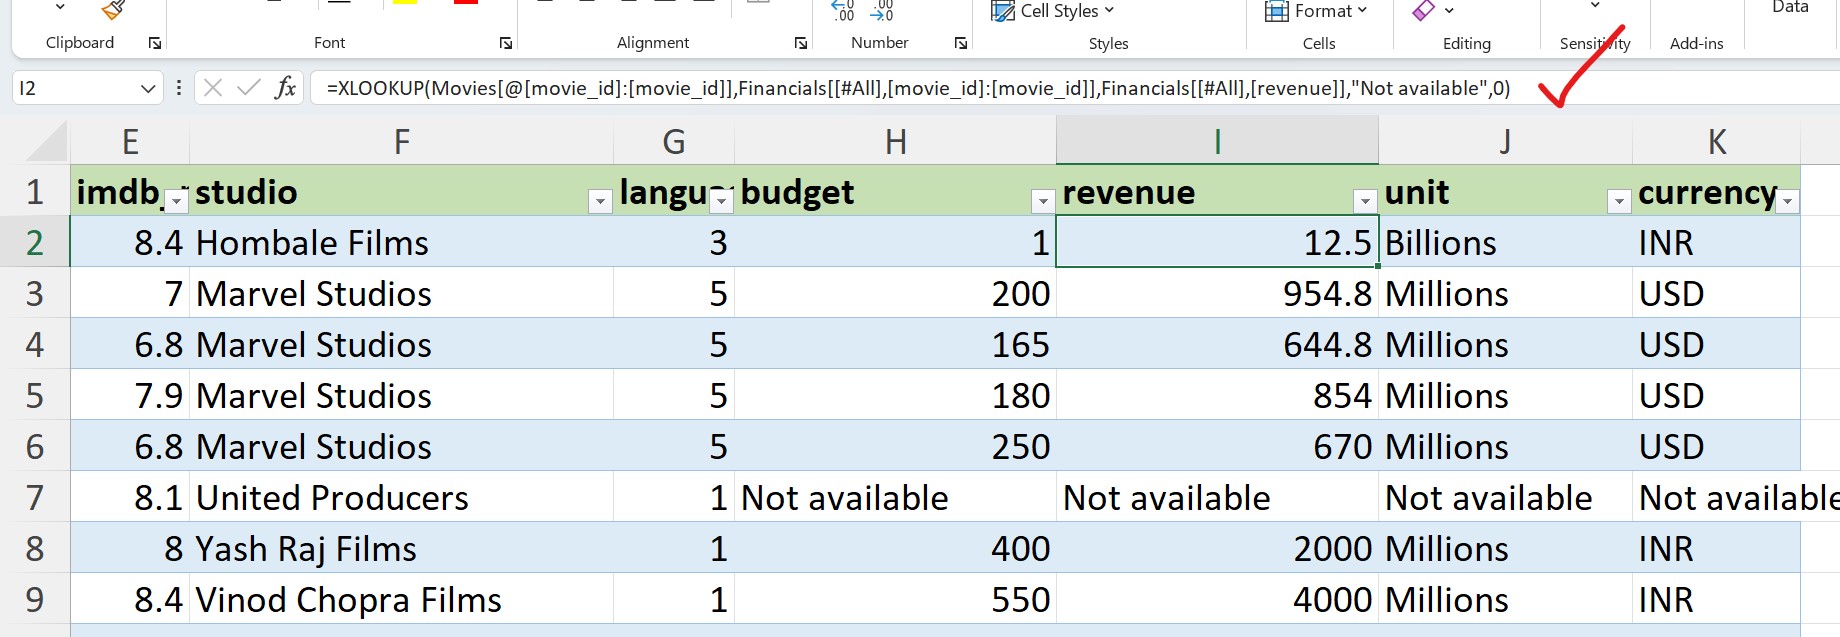 Cell Styles
Format
Data
Clipboard Font Alignment Number Styles Cells Editing Sensitivity Add-ins
I2 fx =XLOOKUP(Movies[@[movie_id]:[movie_id]],Financials[[#All],[movie_id]:[movie_id]],Financials[[#All],[revenue]],"Not available",0)
E F G H I J K
1 imdb_ studio langu budget revenue unit currency
2 8.4 Hombale Films 3 1 12.5 Billions INR
3 7 Marvel Studios 5 200 954.8 Millions USD
4 6.8 Marvel Studios 5 165 644.8 Millions USD
5 7.9 Marvel Studios 5 180 854 Millions USD
6 6.8 Marvel Studios 5 250 670 Millions USD
7 8.1 United Producers 1 Not available Not available Not available Not available
8 8 Yash Raj Films 1 400 2000 Millions INR
9 8.4 Vinod Chopra Films 1 550 4000 Millions INR